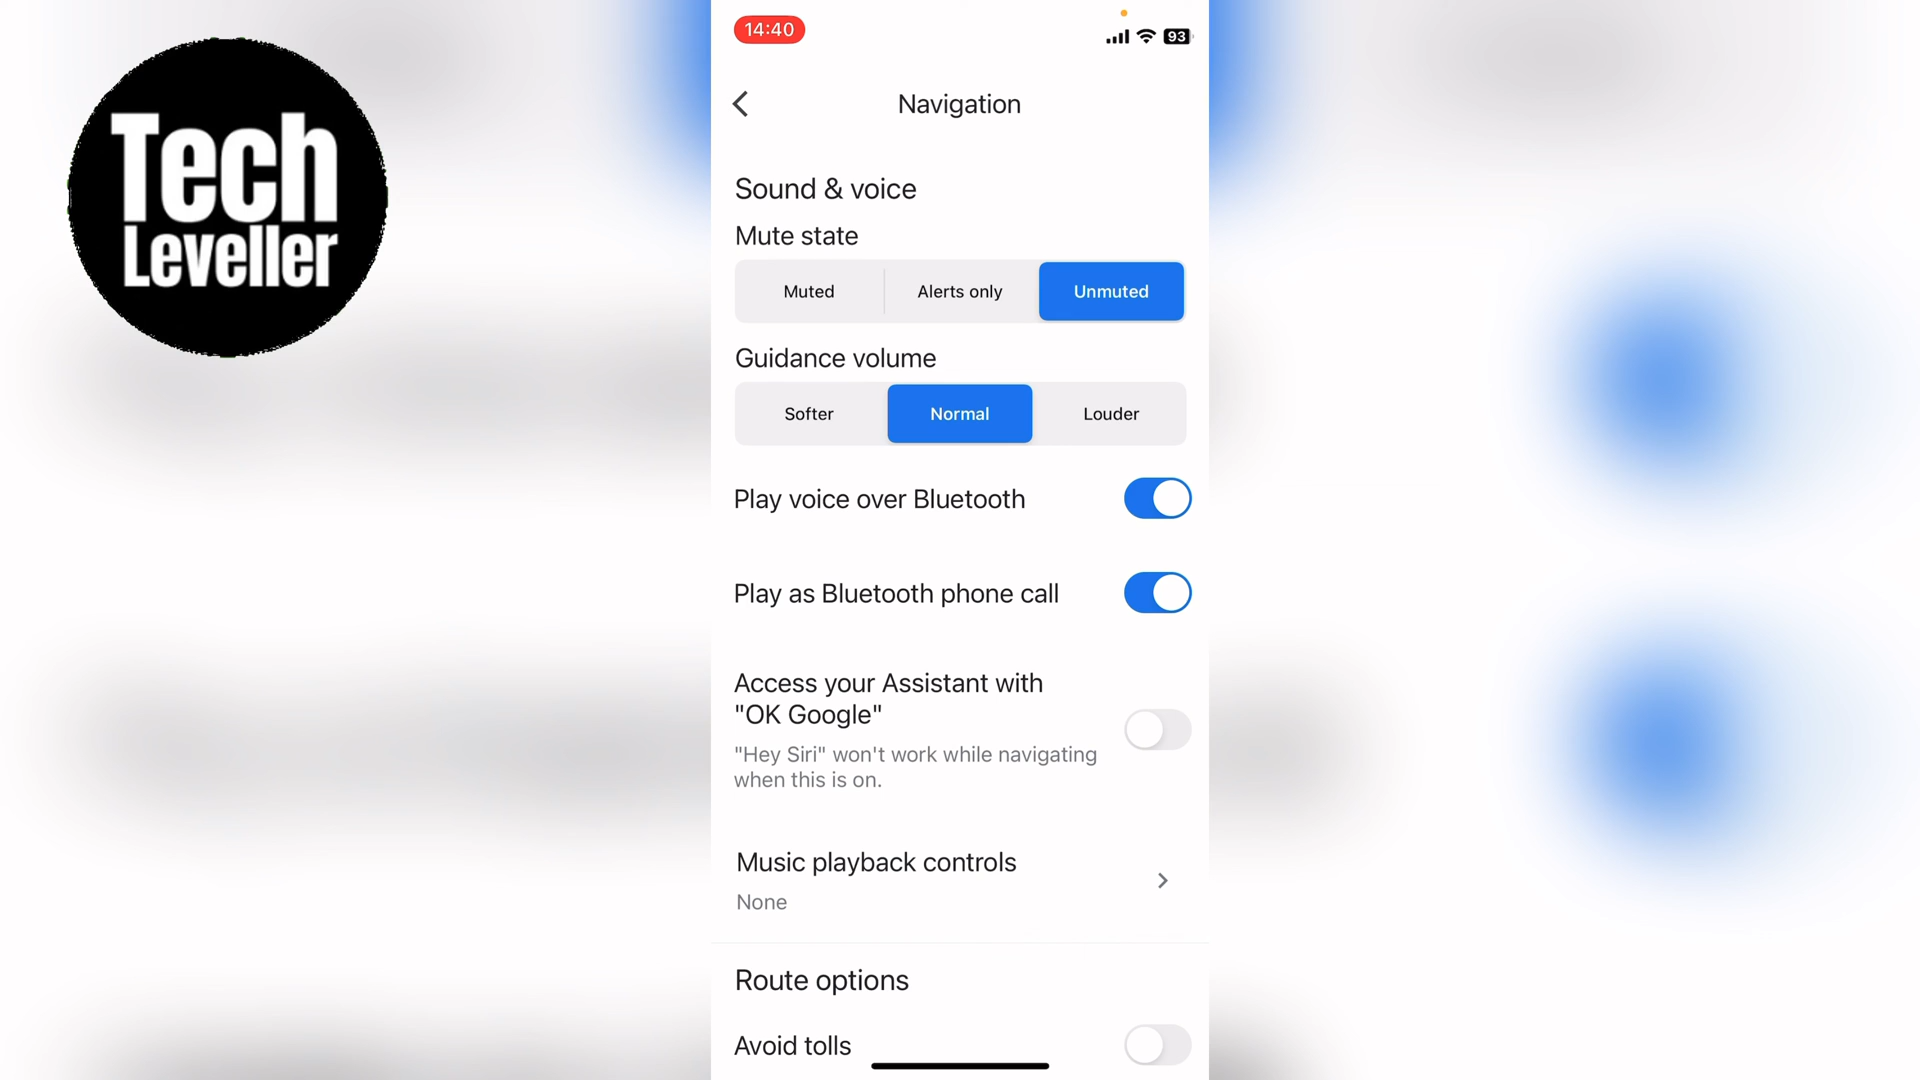 Tech
Leveller
14:40
93
Navigation
Sound & voice
Mute state
Muted
Alerts only
Unmuted
Guidance volume
Softer
Normal
Louder
Play voice over Bluetooth
Play as Bluetooth phone call
Access your Assistant with
"OK Google"
"Hey Siri" won't work while navigating
when this is on.
Music playback controls
None
Route options
Avoid tolls